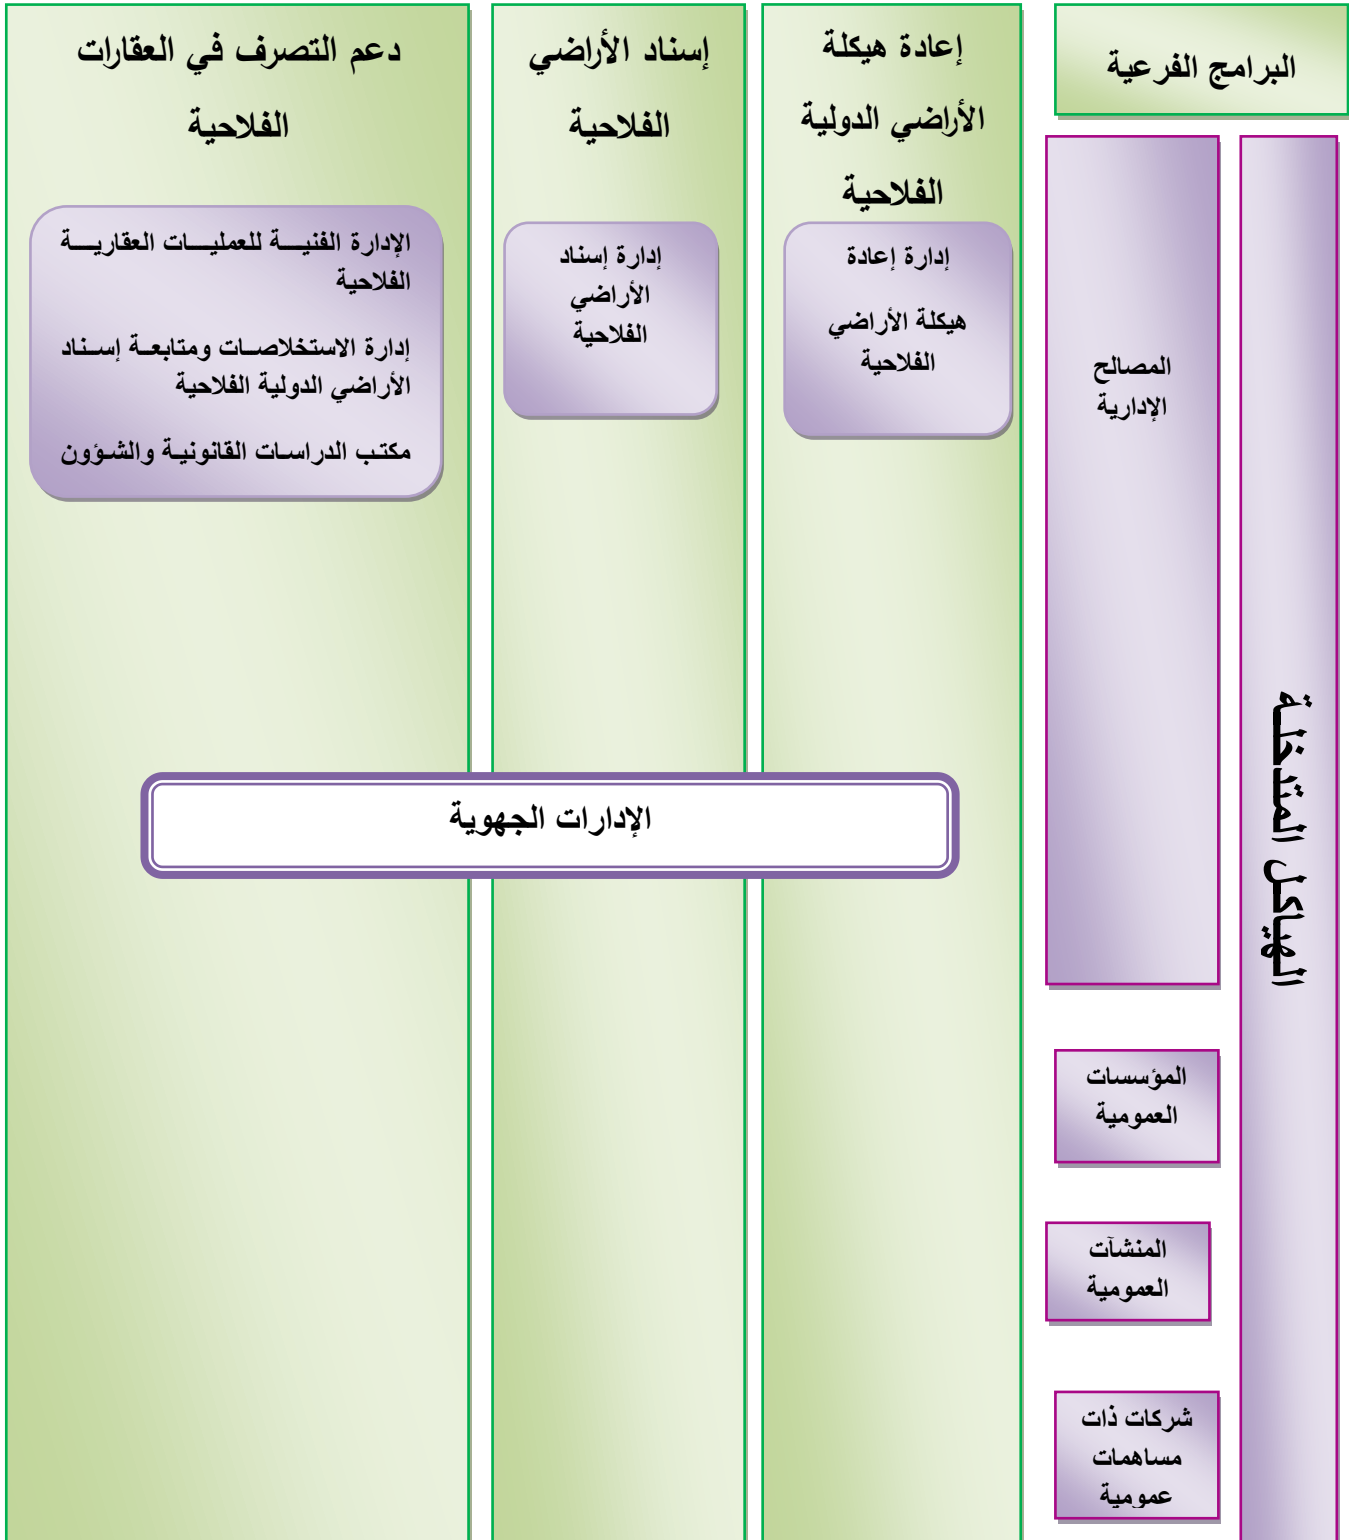 البرامج الفرعية
إعادة هيكلة
الأراضي الدولية
الفلاحية
إسناد الأراضي
الفلاحية
دعم التصرف في العقارات
الفلاحية
الهياكل المتدخلة
المصالح
الإدارية
إدارة إعادة
هيكلة الأراضي
الفلاحية
إدارة إسناد
الأراضي
الفلاحية
الإدارة الفنية للعمليات العقارية
الفلاحية
إدارة الاستخلاصات ومتابعة إسناد
الأراضي الدولية الفلاحية
مكتب الدراسات القانونية والشؤون
الإدارات الجهوية
المؤسسات
العمومية
المنشآت
العمومية
شركات ذات
مساهمات
عمومية